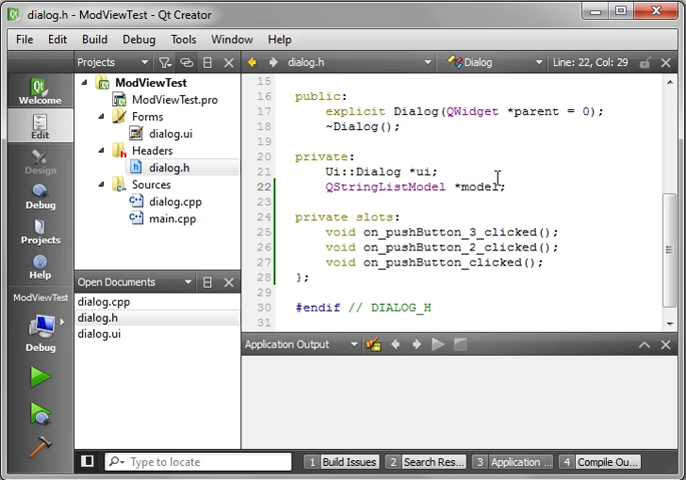 dialog.h - ModViewTest - Qt Creator
File Edit Build Debug Tools Window Help
Projects
dialog.h
Dialog
Line: 22, Col: 29
Welcome
Edit
Design
Debug
Projects
Help
ModViewTest
Debug
ModViewTest
ModViewTest.pro
Forms
dialog.ui
Headers
dialog.h
Sources
dialog.cpp
main.cpp
Open Documents
dialog.cpp
dialog.h
dialog.ui
15
16 public:
17 explicit Dialog(QWidget *parent = 0);
18 ~Dialog();
19
20 private:
21 Ui::Dialog *ui;
22 QStringListModel *model;
23
24 private slots:
25 void on_pushButton_3_clicked();
26 void on_pushButton_2_clicked();
27 void on_pushButton_clicked();
28 };
29
30 #endif // DIALOG_H
31
Application Output
Type to locate
1 Build Issues
2 Search Res...
3 Application ...
4 Compile Ou...